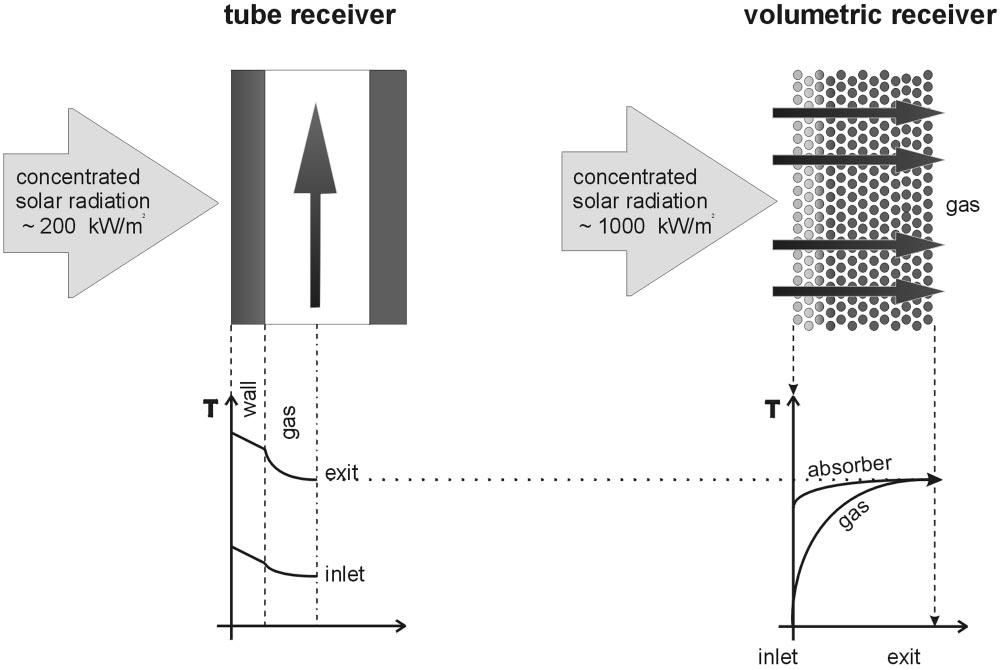 tube receiver
volumetric receiver
concentrated
solar radiation
~ 200 kW/m²
concentrated
solar radiation
~ 1000 kW/m²
gas
T
wall
gas
exit
inlet
T
absorber
gas
inlet
exit